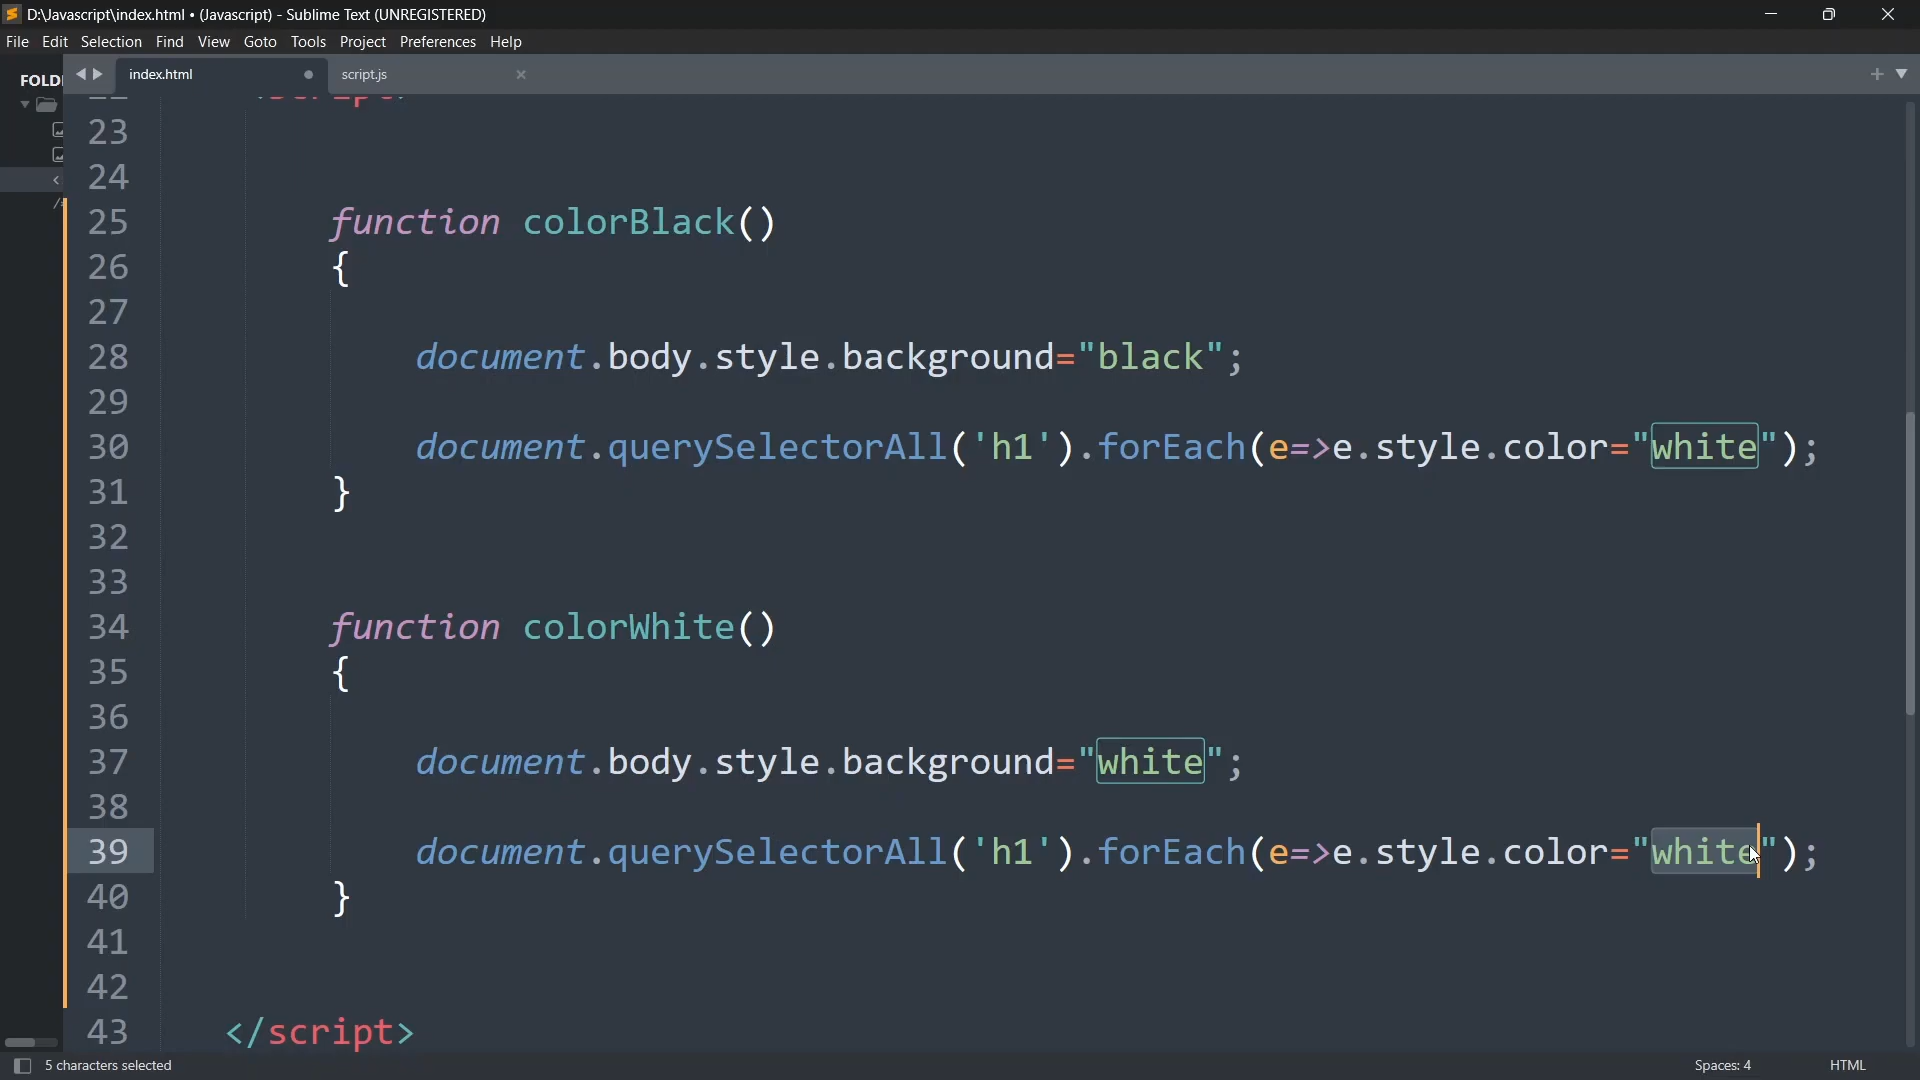 D:\Javascript\index.html • (Javascript) - Sublime Text (UNREGISTERED)
File Edit Selection Find View Goto Tools Project Preferences Help
index.html script.js
23
24
25 function colorBlack()
26 {
27
28 document.body.style.background="black";
29
30 document.querySelectorAll('h1').forEach(e=>e.style.color="white");
31 }
32
33
34 function colorWhite()
35 {
36
37 document.body.style.background="white";
38
39 document.querySelectorAll('h1').forEach(e=>e.style.color="white");
40 }
41
42
43 </script>
5 characters selected Spaces: 4 HTML